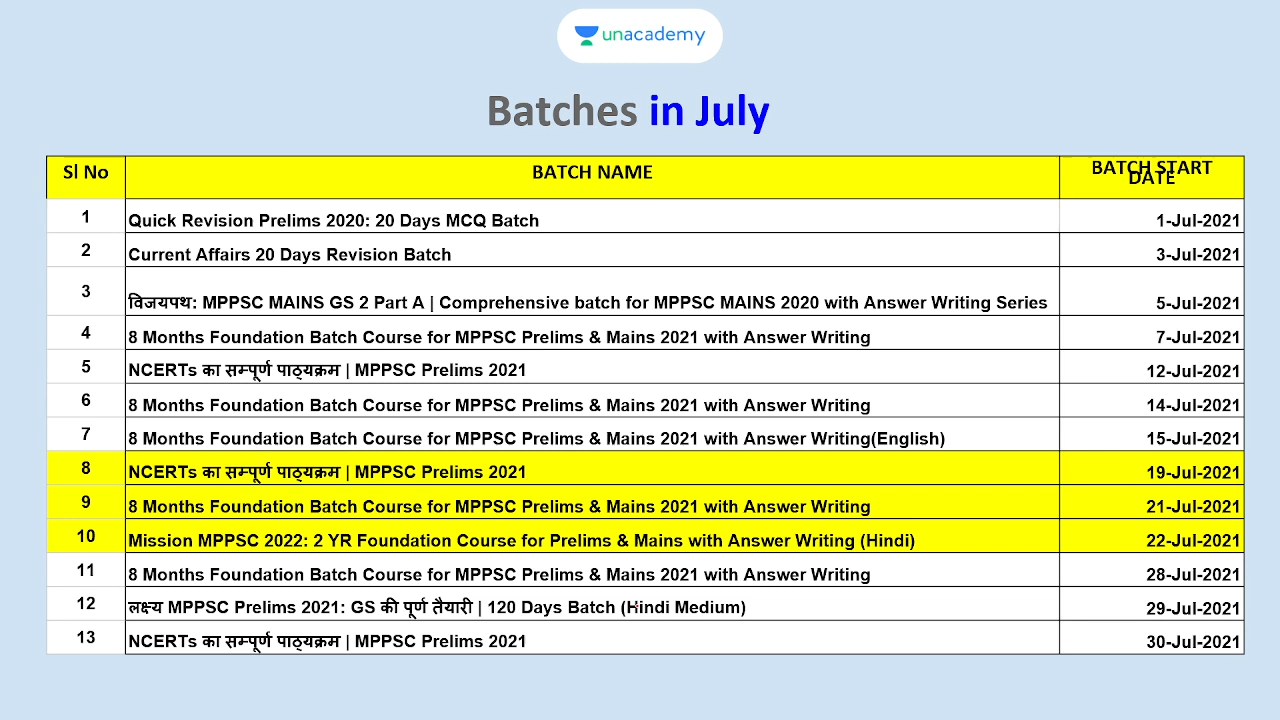 unacademy
Batches in July
Sl No BATCH NAME BATCH START DATE
1 Quick Revision Prelims 2020: 20 Days MCQ Batch 1-Jul-2021
2 Current Affairs 20 Days Revision Batch 3-Jul-2021
3 विजयपथ: MPPSC MAINS GS 2 Part A | Comprehensive batch for MPPSC MAINS 2020 with Answer Writing Series 5-Jul-2021
4 8 Months Foundation Batch Course for MPPSC Prelims & Mains 2021 with Answer Writing 7-Jul-2021
5 NCERTs का सम्पूर्ण पाठ्यक्रम | MPPSC Prelims 2021 12-Jul-2021
6 8 Months Foundation Batch Course for MPPSC Prelims & Mains 2021 with Answer Writing 14-Jul-2021
7 8 Months Foundation Batch Course for MPPSC Prelims & Mains 2021 with Answer Writing(English) 15-Jul-2021
8 NCERTs का सम्पूर्ण पाठ्यक्रम | MPPSC Prelims 2021 19-Jul-2021
9 8 Months Foundation Batch Course for MPPSC Prelims & Mains 2021 with Answer Writing 21-Jul-2021
10 Mission MPPSC 2022: 2 YR Foundation Course for Prelims & Mains with Answer Writing (Hindi) 22-Jul-2021
11 8 Months Foundation Batch Course for MPPSC Prelims & Mains 2021 with Answer Writing 28-Jul-2021
12 लक्ष्य MPPSC Prelims 2021: GS की पूर्ण तैयारी | 120 Days Batch (Hindi Medium) 29-Jul-2021
13 NCERTs का सम्पूर्ण पाठ्यक्रम | MPPSC Prelims 2021 30-Jul-2021